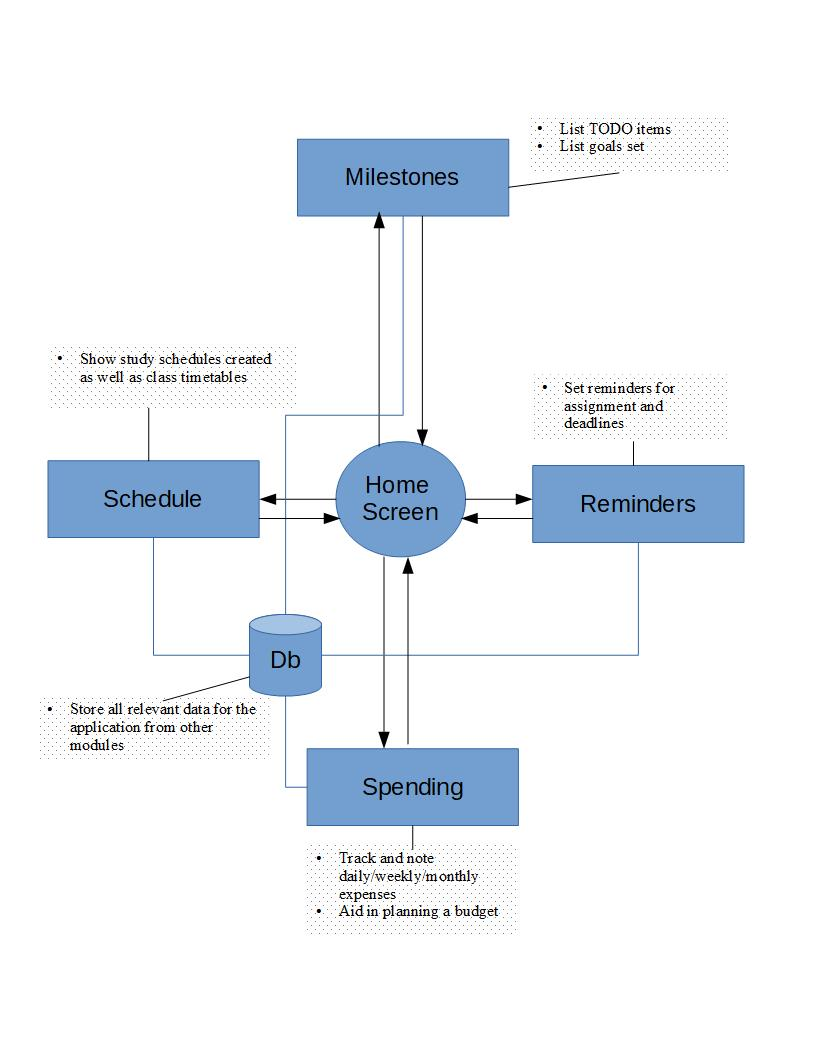 • List TODO items
• List goals set
Milestones
• Show study schedules created
as well as class timetables
• Set reminders for
assignment and
deadlines
Schedule
Home
Screen
Reminders
Db
• Store all relevant data for the
application from other
modules
Spending
• Track and note
daily/weekly/monthly
expenses
• Aid in planning a budget